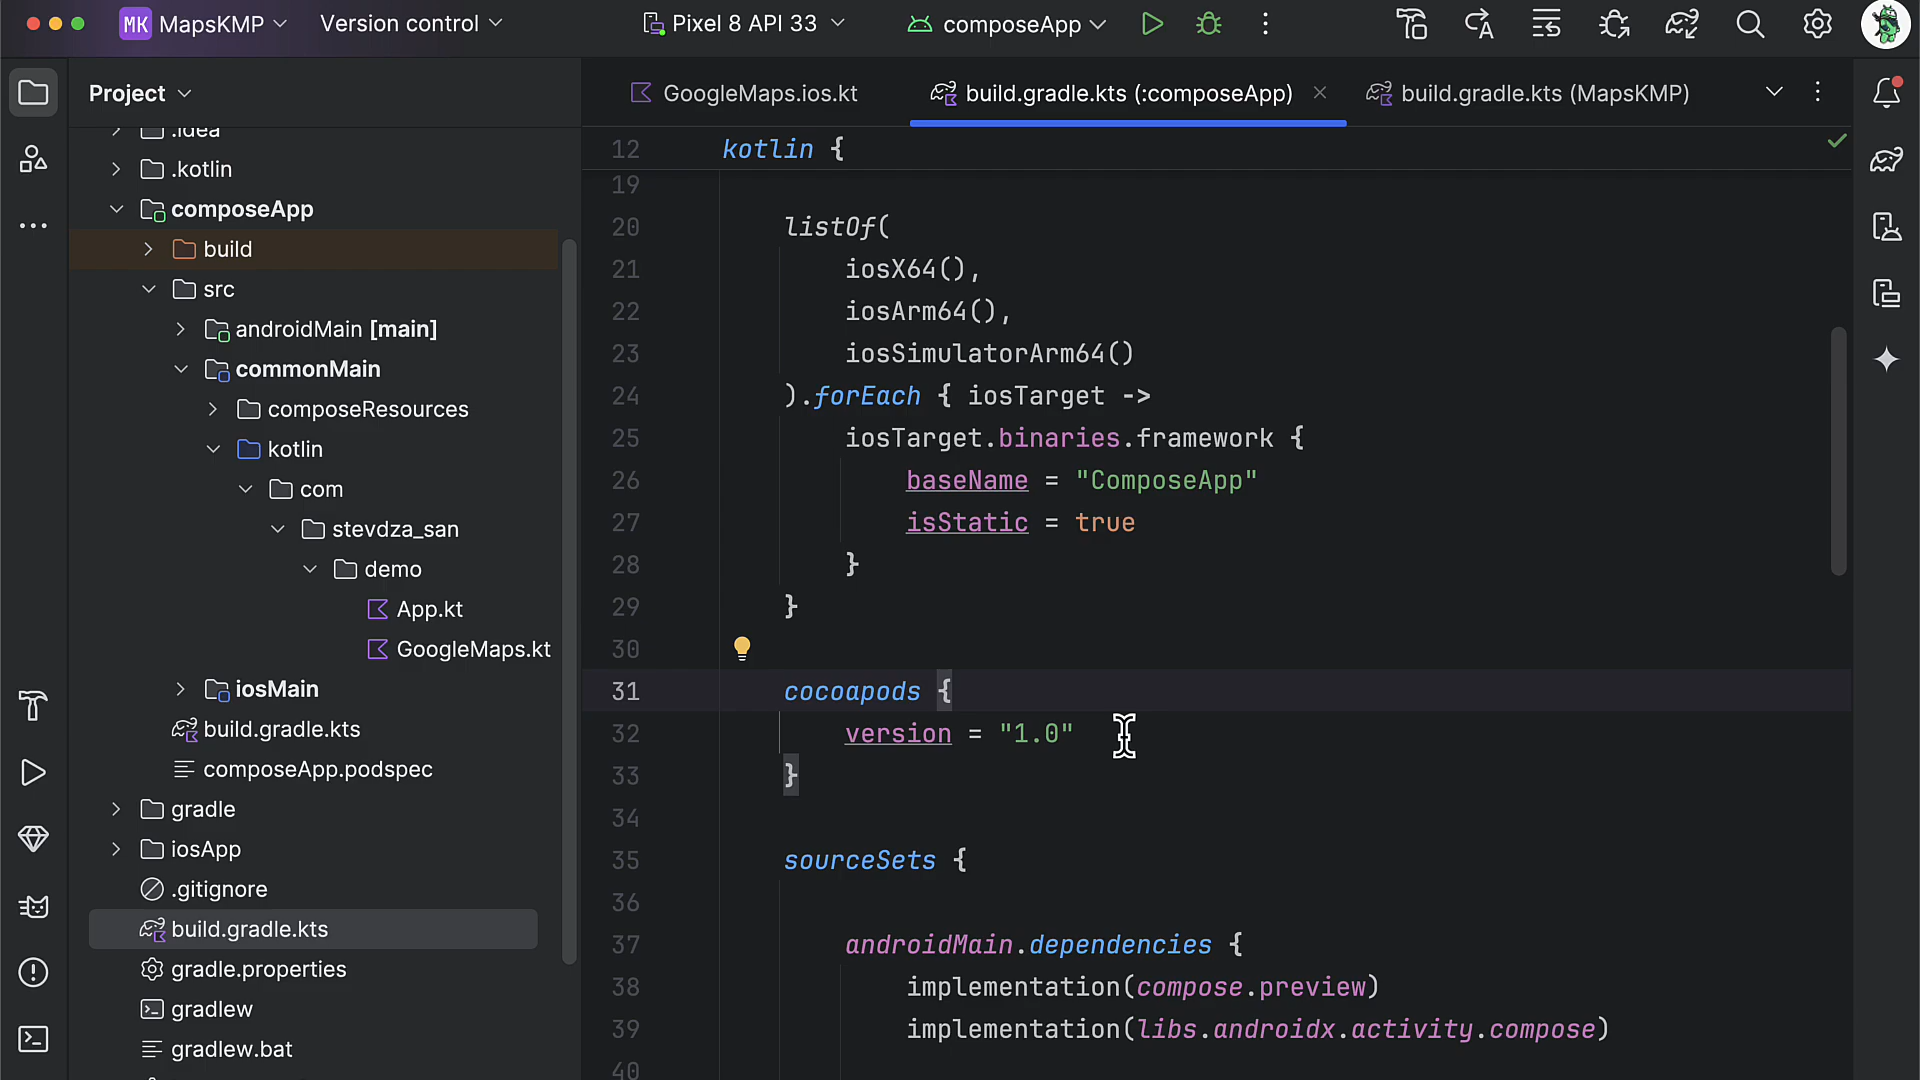 MK MapsKMP Version control Pixel 8 API 33 composeApp
Project
GoogleMaps.ios.kt build.gradle.kts (:composeApp) build.gradle.kts (MapsKMP)
.idea
.kotlin
composeApp
build
src
androidMain [main]
commonMain
composeResources
kotlin
com
stevdza_san
demo
App.kt
GoogleMaps.kt
iosMain
build.gradle.kts
composeApp.podspec
gradle
iosApp
.gitignore
build.gradle.kts
gradle.properties
gradlew
gradlew.bat
12 kotlin {
19
20 listOf(
21 iosX64(),
22 iosArm64(),
23 iosSimulatorArm64()
24 ).forEach { iosTarget ->
25 iosTarget.binaries.framework {
26 baseName = "ComposeApp"
27 isStatic = true
28 }
29 }
30
31 cocoapods {
32 version = "1.0"
33 }
34
35 sourceSets {
36
37 androidMain.dependencies {
38 implementation(compose.preview)
39 implementation(libs.androidx.activity.compose)
40